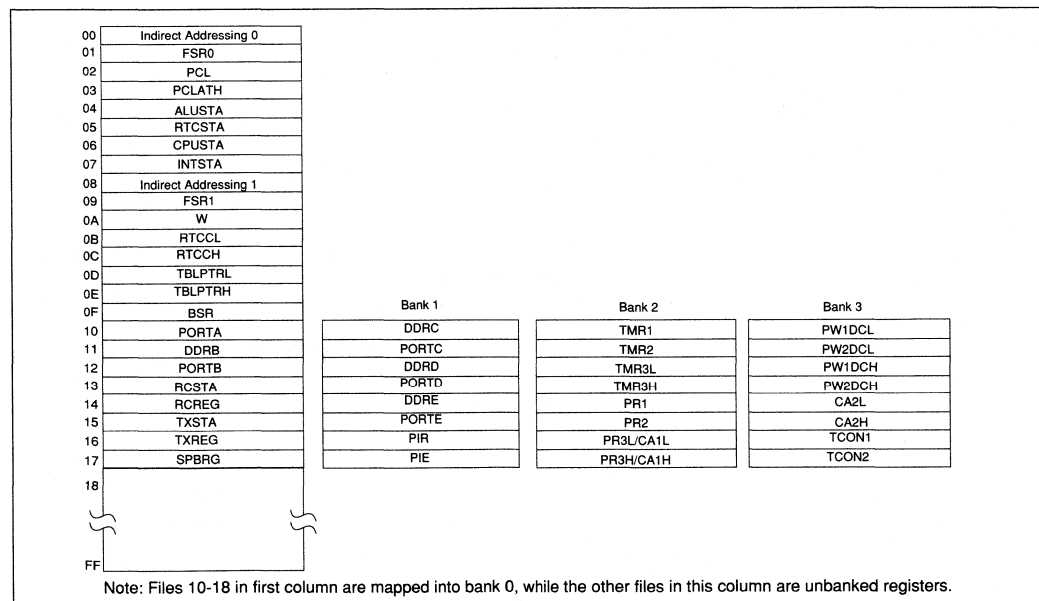 00 Indirect Addressing 0
01 FSR0
02 PCL
03 PCLATH
04 ALUSTA
05 RTCSTA
06 CPUSTA
07 INTSTA
08 Indirect Addressing 1
09 FSR1
0A W
0B RTCCL
0C RTCCH
0D TBLPTRL
0E TBLPTRH
Bank 1 Bank 2 Bank 3
0F BSR
10 PORTA DDRC TMR1 PW1DCL
11 DDRB PORTC TMR2 PW2DCL
12 PORTB DDRD TMR3L PW1DCH
13 RCSTA PORTD TMR3H PW2DCH
14 RCREG DDRE PR1 CA2L
15 TXSTA PORTE PR2 CA2H
16 TXREG PIR PR3L/CA1L TCON1
17 SPBRG PIE PR3H/CA1H TCON2
18
FF
Note: Files 10-18 in first column are mapped into bank 0, while the other files in this column are unbanked registers.